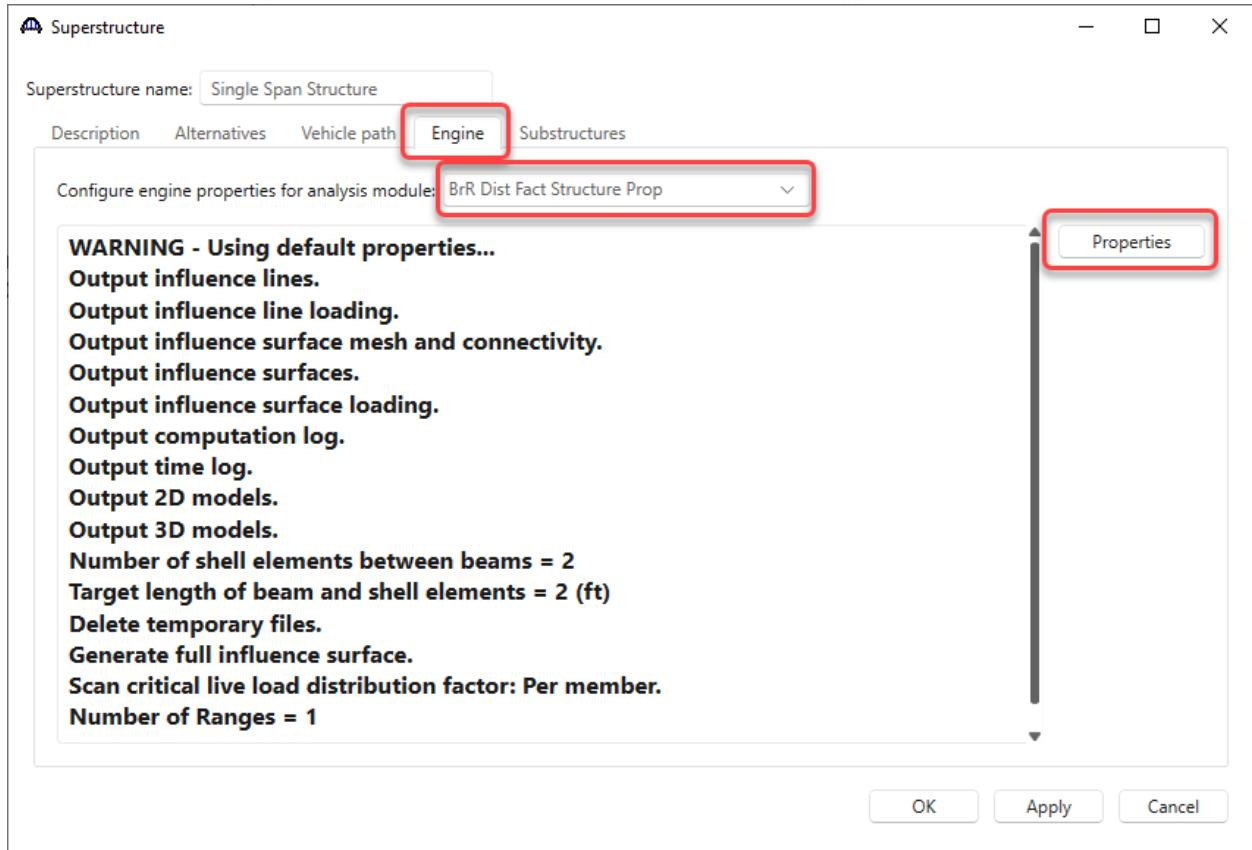 Superstructure
Superstructure name: Single Span Structure
Description Alternatives Vehicle path Engine Substructures
Configure engine properties for analysis module: BrR Dist Fact Structure Prop
Properties
WARNING - Using default properties...
Output influence lines.
Output influence line loading.
Output influence surface mesh and connectivity.
Output influence surfaces.
Output influence surface loading.
Output computation log.
Output time log.
Output 2D models.
Output 3D models.
Number of shell elements between beams = 2
Target length of beam and shell elements = 2 (ft)
Delete temporary files.
Generate full influence surface.
Scan critical live load distribution factor: Per member.
Number of Ranges = 1
OK Apply Cancel